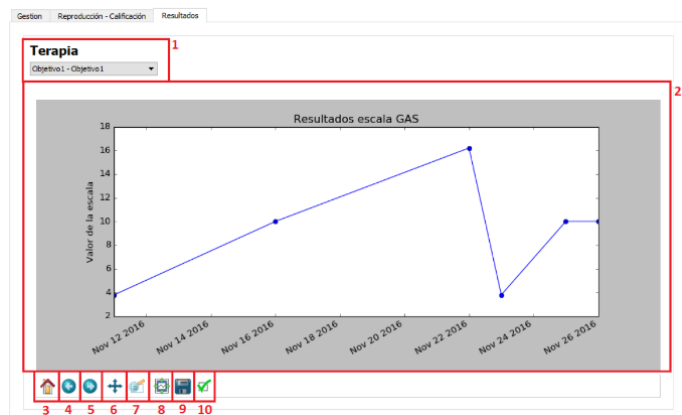 Gestion Reproducción - Calificación Resultados
Terapia
1
Objetivo1 - Objetivo1
2
Resultados escala GAS
Valor de la escala
18
16
14
12
10
8
6
4
2
Nov 12 2016 Nov 14 2016 Nov 16 2016 Nov 18 2016 Nov 20 2016 Nov 22 2016 Nov 24 2016 Nov 26 2016
3 4 5 6 7 8 9 10